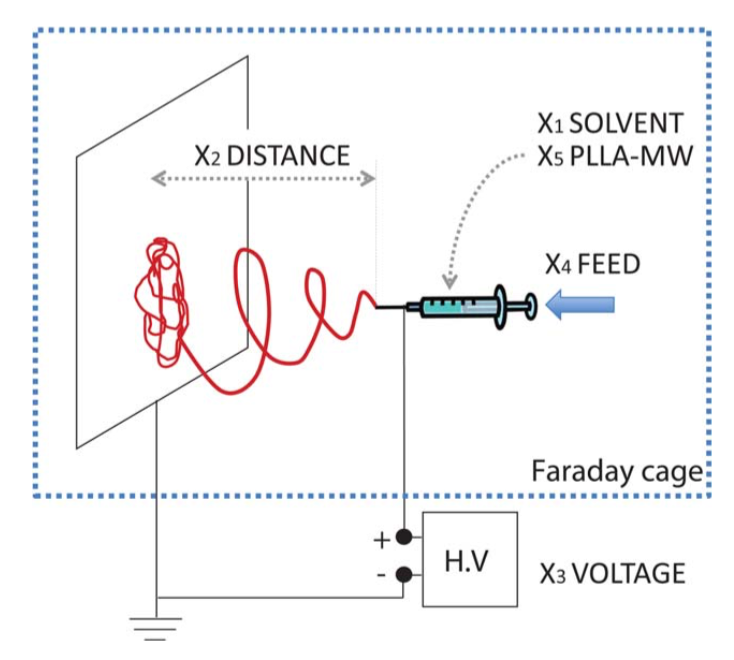 X1 SOLVENT
X5 PLLA-MW
X2 DISTANCE
X4 FEED
Faraday cage
+
H.V
-
X3 VOLTAGE